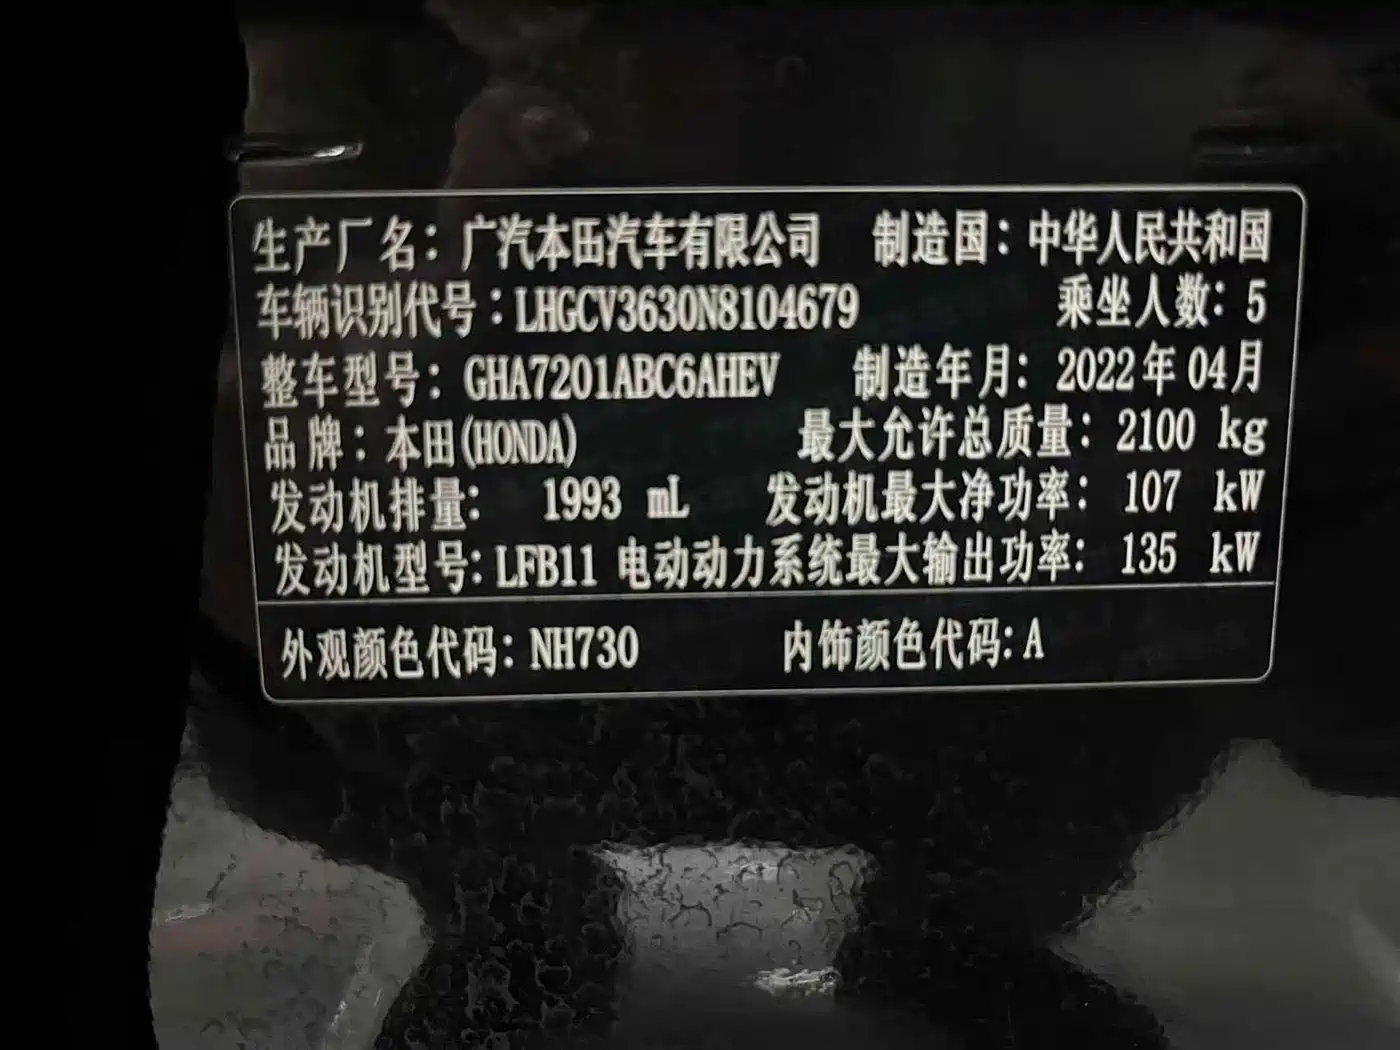 生产厂名：广汽本田汽车有限公司 制造国：中华人民共和国
车辆识别代号：LHGCV3630N8104679 乘坐人数：5
整车型号：GHA7201ABC6AHEV 制造年月：2022年04月
品牌：本田(HONDA) 最大允许总质量：2100 kg
发动机排量： 1993 mL 发动机最大净功率：107 kW
发动机型号：LFB11 电动动力系统最大输出功率：135 kW
外观颜色代码：NH730 内饰颜色代码：A